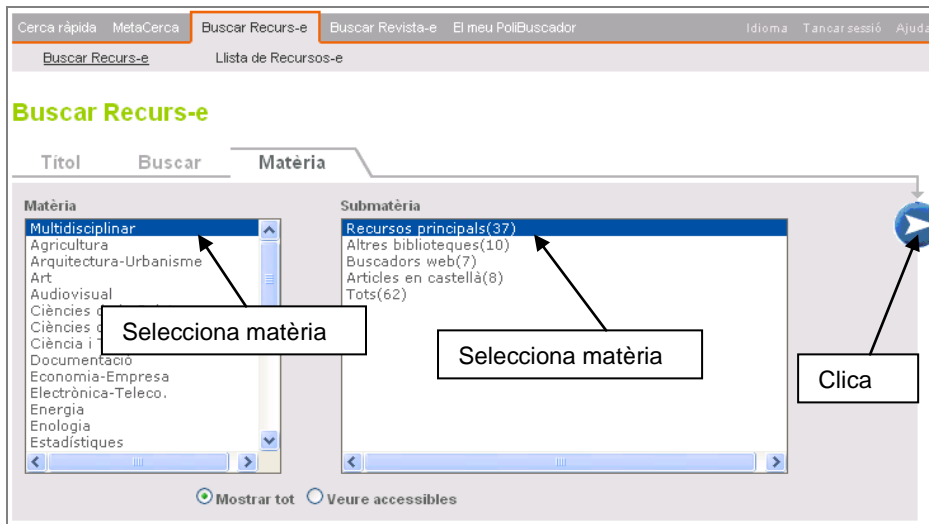 Cerca ràpida MetaCerca Buscar Recurs-e Buscar Revista-e El meu PoliBuscador Idioma Tancar sessió Ajuda
Buscar Recurs-e Llista de Recursos-e
Buscar Recurs-e
Títol Buscar Matèria
Matèria
Multidisciplinar
Agricultura
Arquitectura-Urbanisme
Art
Audiovisual
Ciències
Ciències
Ciència i
Documentació
Economia-Empresa
Electrònica-Teleco.
Energia
Enologia
Estadístiques
Submatèria
Recursos principals(37)
Altres biblioteques(10)
Buscadors web(7)
Articles en castellà(8)
Tots(62)
Selecciona matèria
Selecciona matèria
Clica
Mostrar tot Veure accessibles